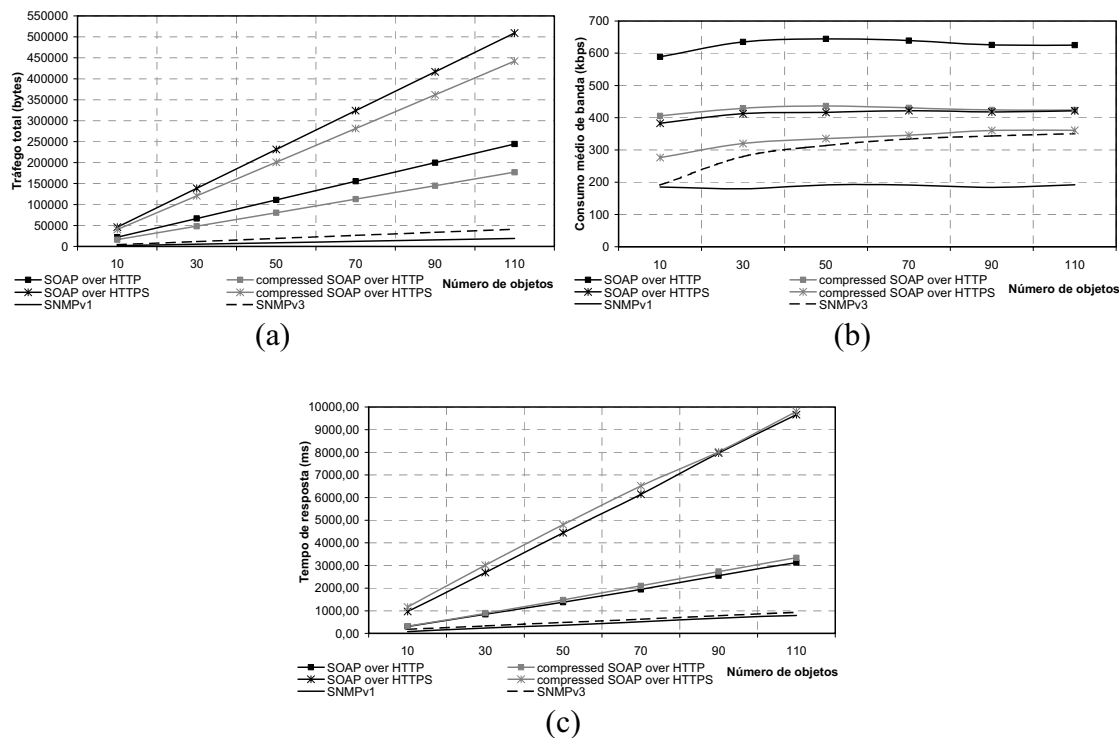 Tráfego total (bytes)
550000
500000
450000
400000
350000
300000
250000
200000
150000
100000
50000
0
10 30 50 70 90 110
Número de objetos
SOAP over HTTP compressed SOAP over HTTP
SOAP over HTTPS compressed SOAP over HTTPS
SNMPv1 SNMPv3
(a)
Consumo médio de banda (kbps)
700
600
500
400
300
200
100
0
10 30 50 70 90 110
Número de objetos
SOAP over HTTP compressed SOAP over HTTP
SOAP over HTTPS compressed SOAP over HTTPS
SNMPv1 SNMPv3
(b)
Tempo de resposta (ms)
10000,00
9000,00
8000,00
7000,00
6000,00
5000,00
4000,00
3000,00
2000,00
1000,00
0,00
10 30 50 70 90 110
Número de objetos
SOAP over HTTP compressed SOAP over HTTP
SOAP over HTTPS compressed SOAP over HTTPS
SNMPv1 SNMPv3
(c)